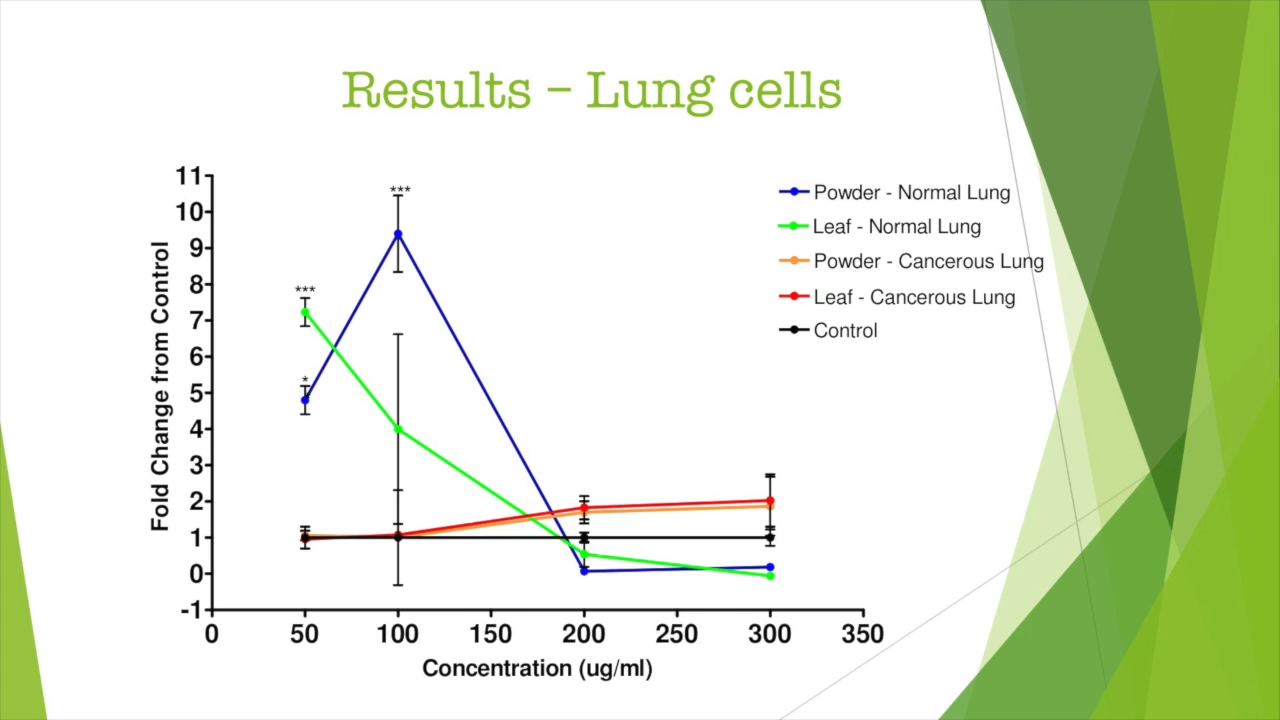 Results – Lung cells
11
10
9
8
7
6
5
4
3
2
1
0
-1
Fold Change from Control
***
***
*
0 50 100 150 200 250 300 350
Concentration (ug/ml)
Powder - Normal Lung
Leaf - Normal Lung
Powder - Cancerous Lung
Leaf - Cancerous Lung
Control